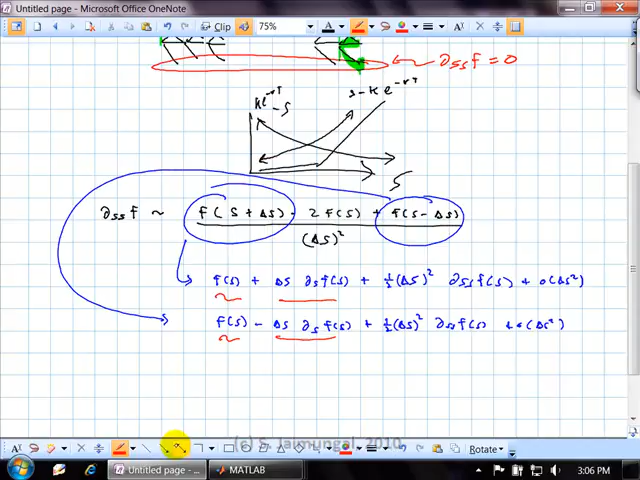 Untitled page - Microsoft OneNote
Clip
75%
∂ss f = 0
Ke^-rT - S
S - Ke^-rT
S
∂ss f ~ f(S + ΔS) - 2 f(S) + f(S - ΔS)
(ΔS)²
f(S) + ΔS ∂s f(S) + ½(ΔS)² ∂ss f(S) + o(ΔS²)
f(S) - ΔS ∂s f(S) + ½(ΔS)² ∂ss f(S) + o(ΔS²)
(c) S. Jaimungal, 2010
Rotate
Untitled page - ...
MATLAB
3:06 PM